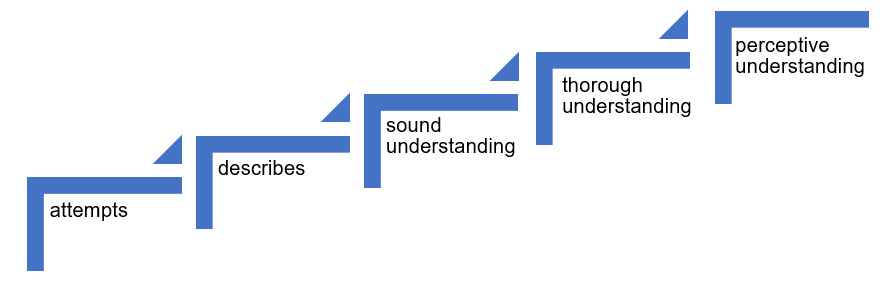 attempts
describes
sound
understanding
thorough
understanding
perceptive
understanding